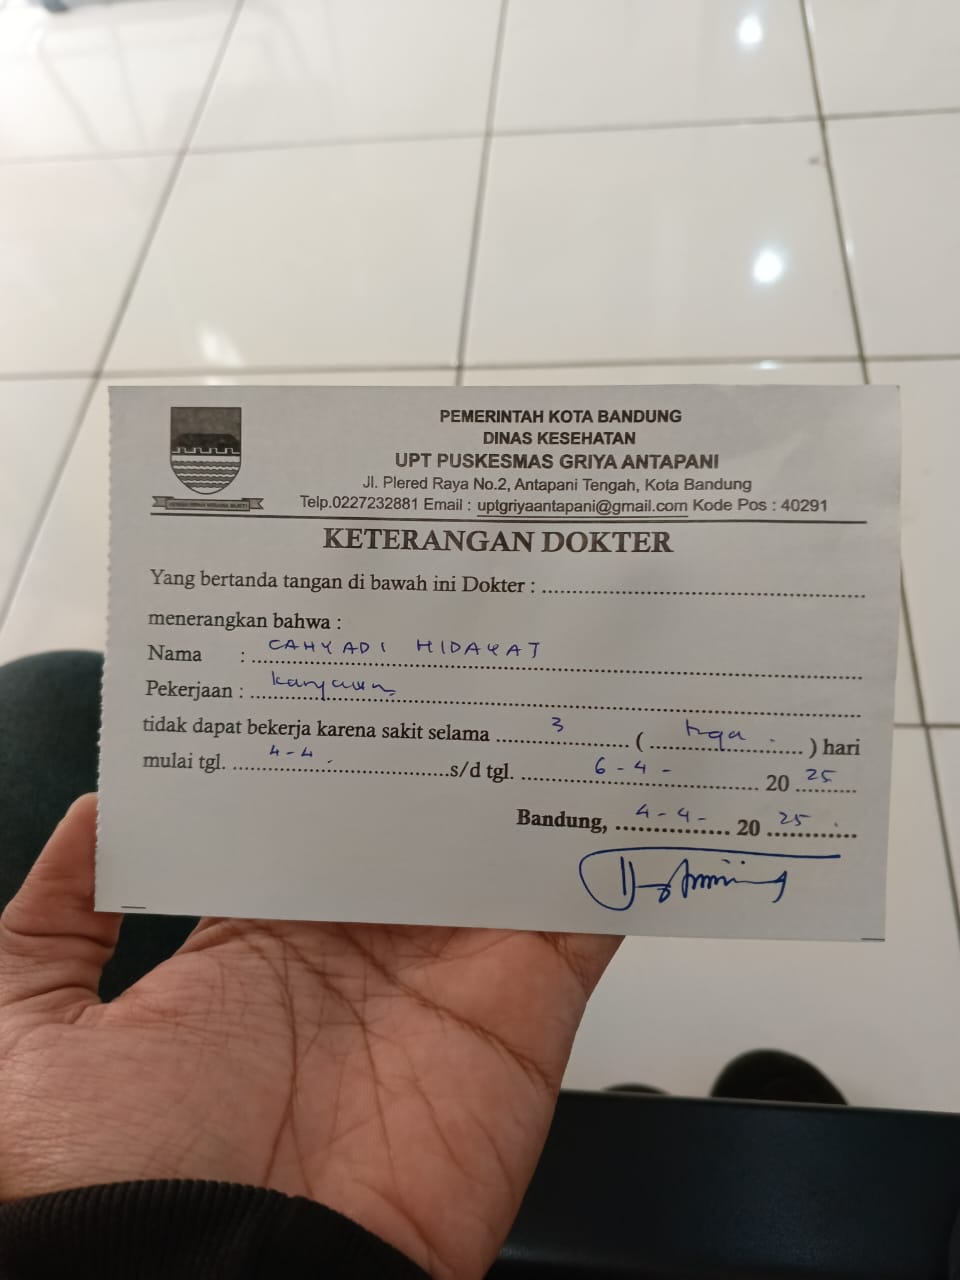 PEMERINTAH KOTA BANDUNG
DINAS KESEHATAN
UPT PUSKESMAS GRIYA ANTAPANI
Jl. Plered Raya No.2, Antapani Tengah, Kota Bandung
Telp.0227232881 Email : uptgriyaantapani@gmail.com Kode Pos : 40291
KETERANGAN DOKTER
Yang bertanda tangan di bawah ini Dokter : ........................................
menerangkan bahwa :
Nama : CAHYADI HIDAYAT
Pekerjaan : karyawan
tidak dapat bekerja karena sakit selama 3 ( tiga . ) hari
mulai tgl. 4-4 . s/d tgl. 6-4- 20 25
Bandung, 4-4- 20 25 .